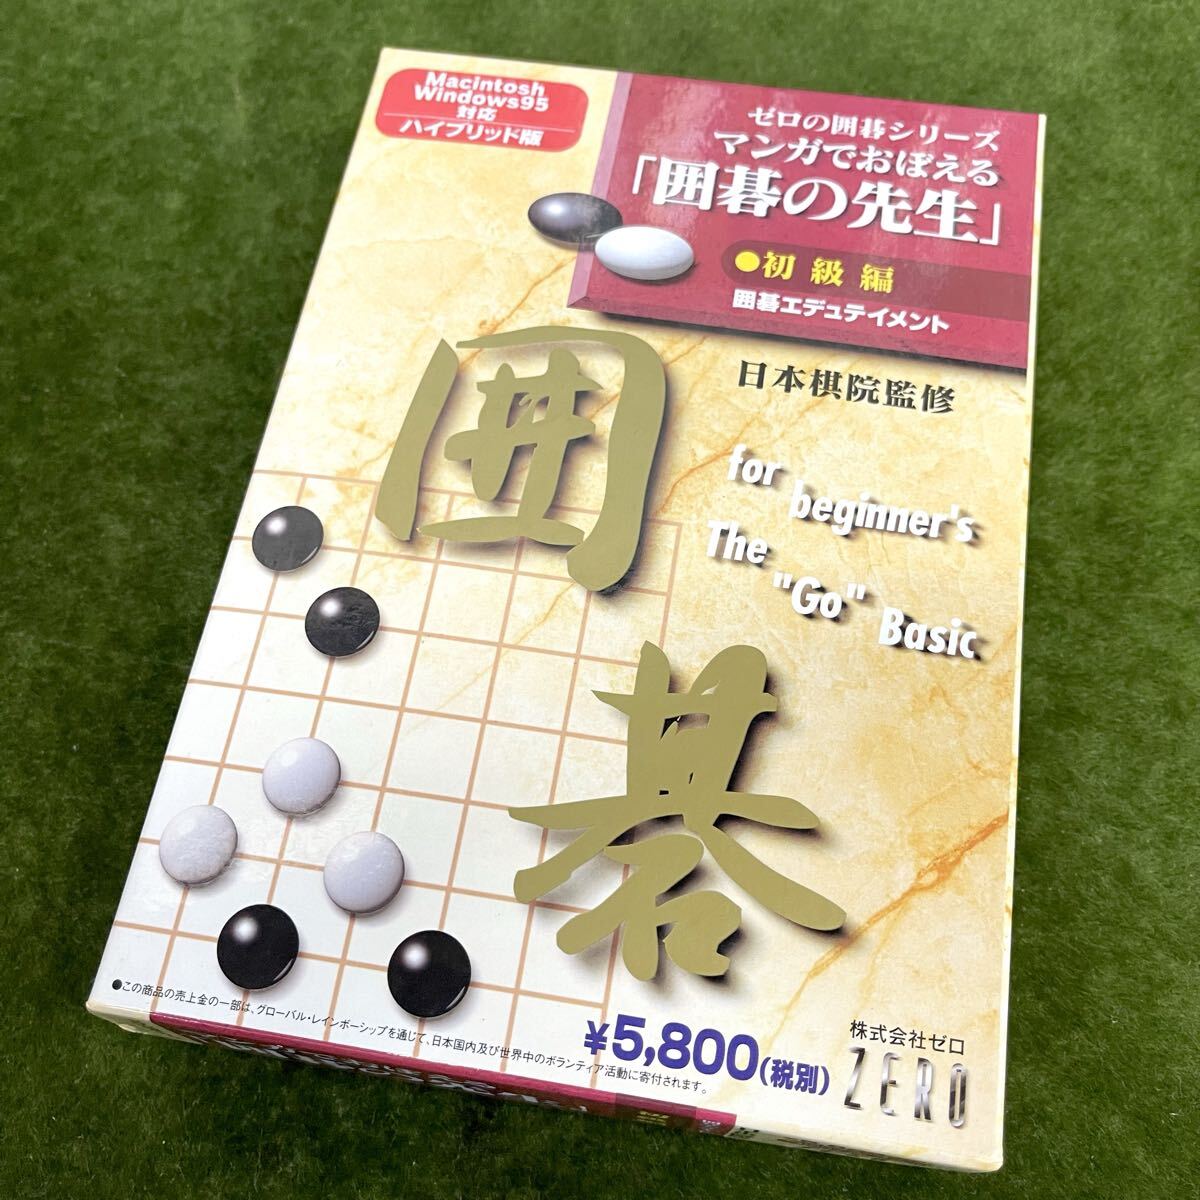 Macintosh
Windows95
対応
ハイブリッド版
ゼロの囲碁シリーズ
マンガでおぼえる
「囲碁の先生」
●初級編
囲碁エデュテイメント
日本棋院監修
for beginner's
The "Go" Basic
囲
碁
●この商品の売上金の一部は、グローバル・レインボーシップを通じて、日本国内及び世界中のボランティア活動に寄付されます。
¥5,800(税別)
株式会社ゼロ
ZERO